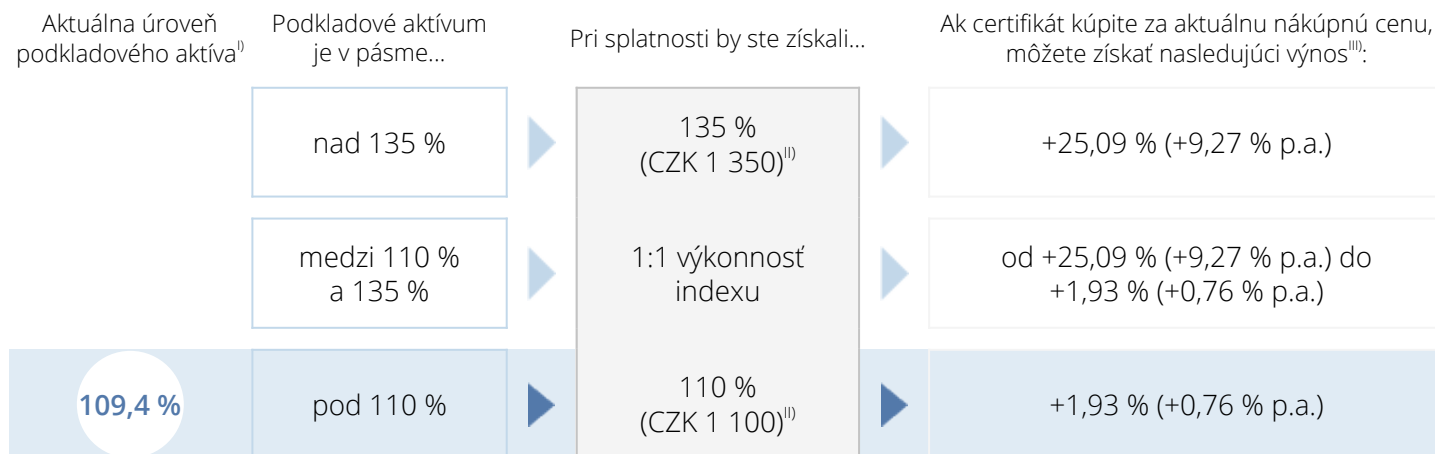 Aktuálna úroveň
podkladového aktíva^I)
Podkladové aktívum
je v pásme...
Pri splatnosti by ste získali...
Ak certifikát kúpite za aktuálnu nákúpnú cenu,
môžete získať nasledujúci výnos^III):
nad 135 %
135 %
(CZK 1 350)^II)
+25,09 % (+9,27 % p.a.)
medzi 110 %
a 135 %
1:1 výkonnosť
indexu
od +25,09 % (+9,27 % p.a.) do
+1,93 % (+0,76 % p.a.)
109,4 %
pod 110 %
110 %
(CZK 1 100)^II)
+1,93 % (+0,76 % p.a.)